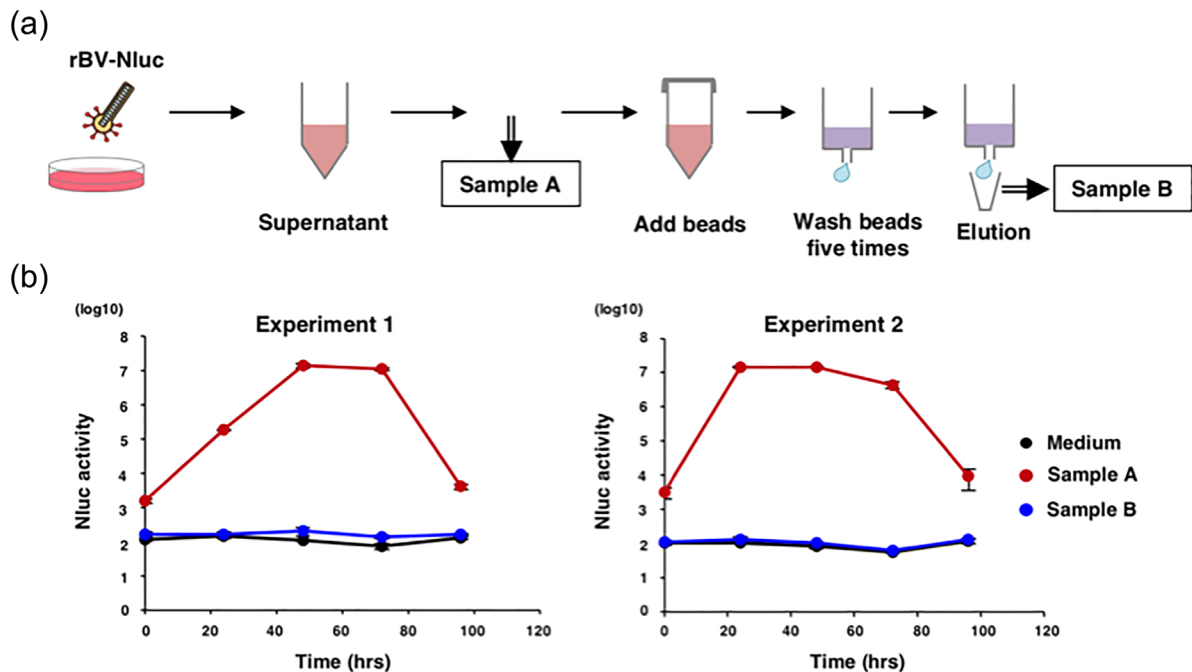 (a)
rBV-Nluc
Supernatant
Sample A
Add beads
Wash beads
five times
Elution
Sample B
(b)
(log10)
Experiment 1
8
7
6
5
4
3
2
1
0
Nluc activity
0 20 40 60 80 100 120
Time (hrs)
(log10)
Experiment 2
8
7
6
5
4
3
2
1
0
Nluc activity
0 20 40 60 80 100 120
Time (hrs)
Medium
Sample A
Sample B